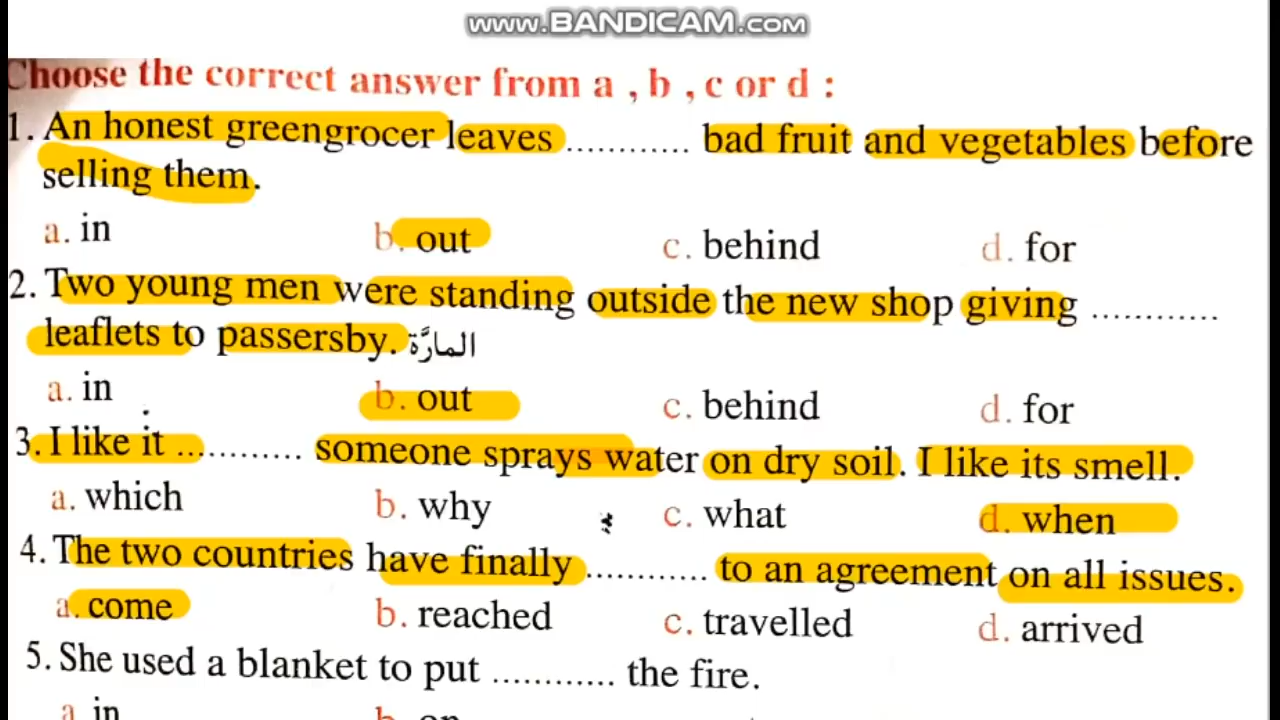 www.BANDICAM.com
Choose the correct answer from a , b , c or d :
1. An honest greengrocer leaves ............ bad fruit and vegetables before
selling them.
a. in b. out c. behind d. for
2. Two young men were standing outside the new shop giving ............
leaflets to passersby. المارَّة
a. in b. out c. behind d. for
3. I like it ............ someone sprays water on dry soil. I like its smell.
a. which b. why c. what d. when
4. The two countries have finally ............ to an agreement on all issues.
a. come b. reached c. travelled d. arrived
5. She used a blanket to put ............ the fire.
a. in b. on